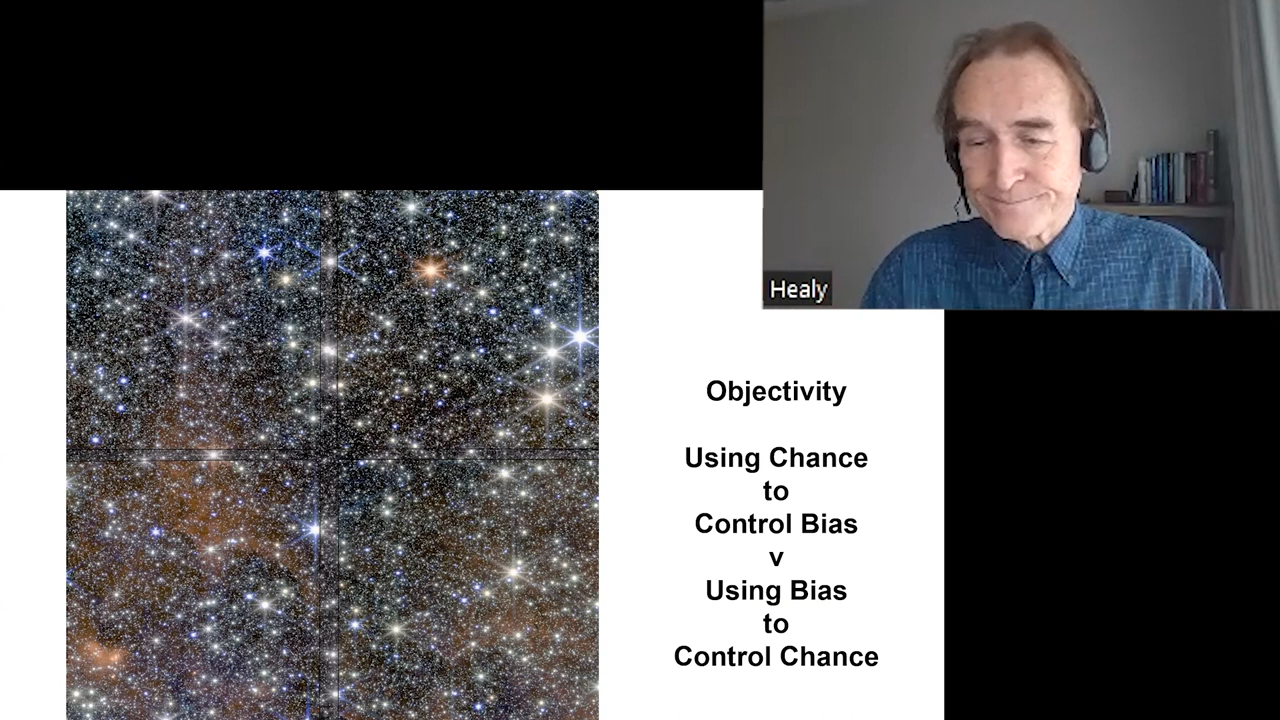 Healy
Objectivity
Using Chance
to
Control Bias
v
Using Bias
to
Control Chance